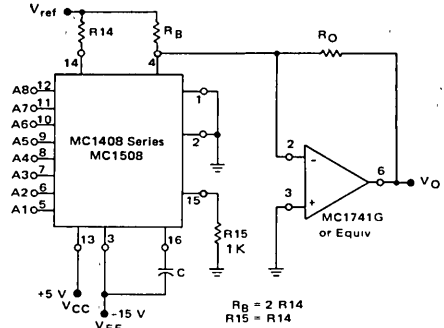 Vref
R14
RB
RO
14
4
A8 12
A7 11
A6 10
A5 9
A4 8
A3 7
A2 6
A1 5
MC1408 Series
MC1508
1
2
15
R15
1 K
13
3
16
C
+5 V
VCC
-15 V
VEE
2
-
3
+
6
VO
MC1741G
or Equiv
RB = 2 R14
R15 = R14